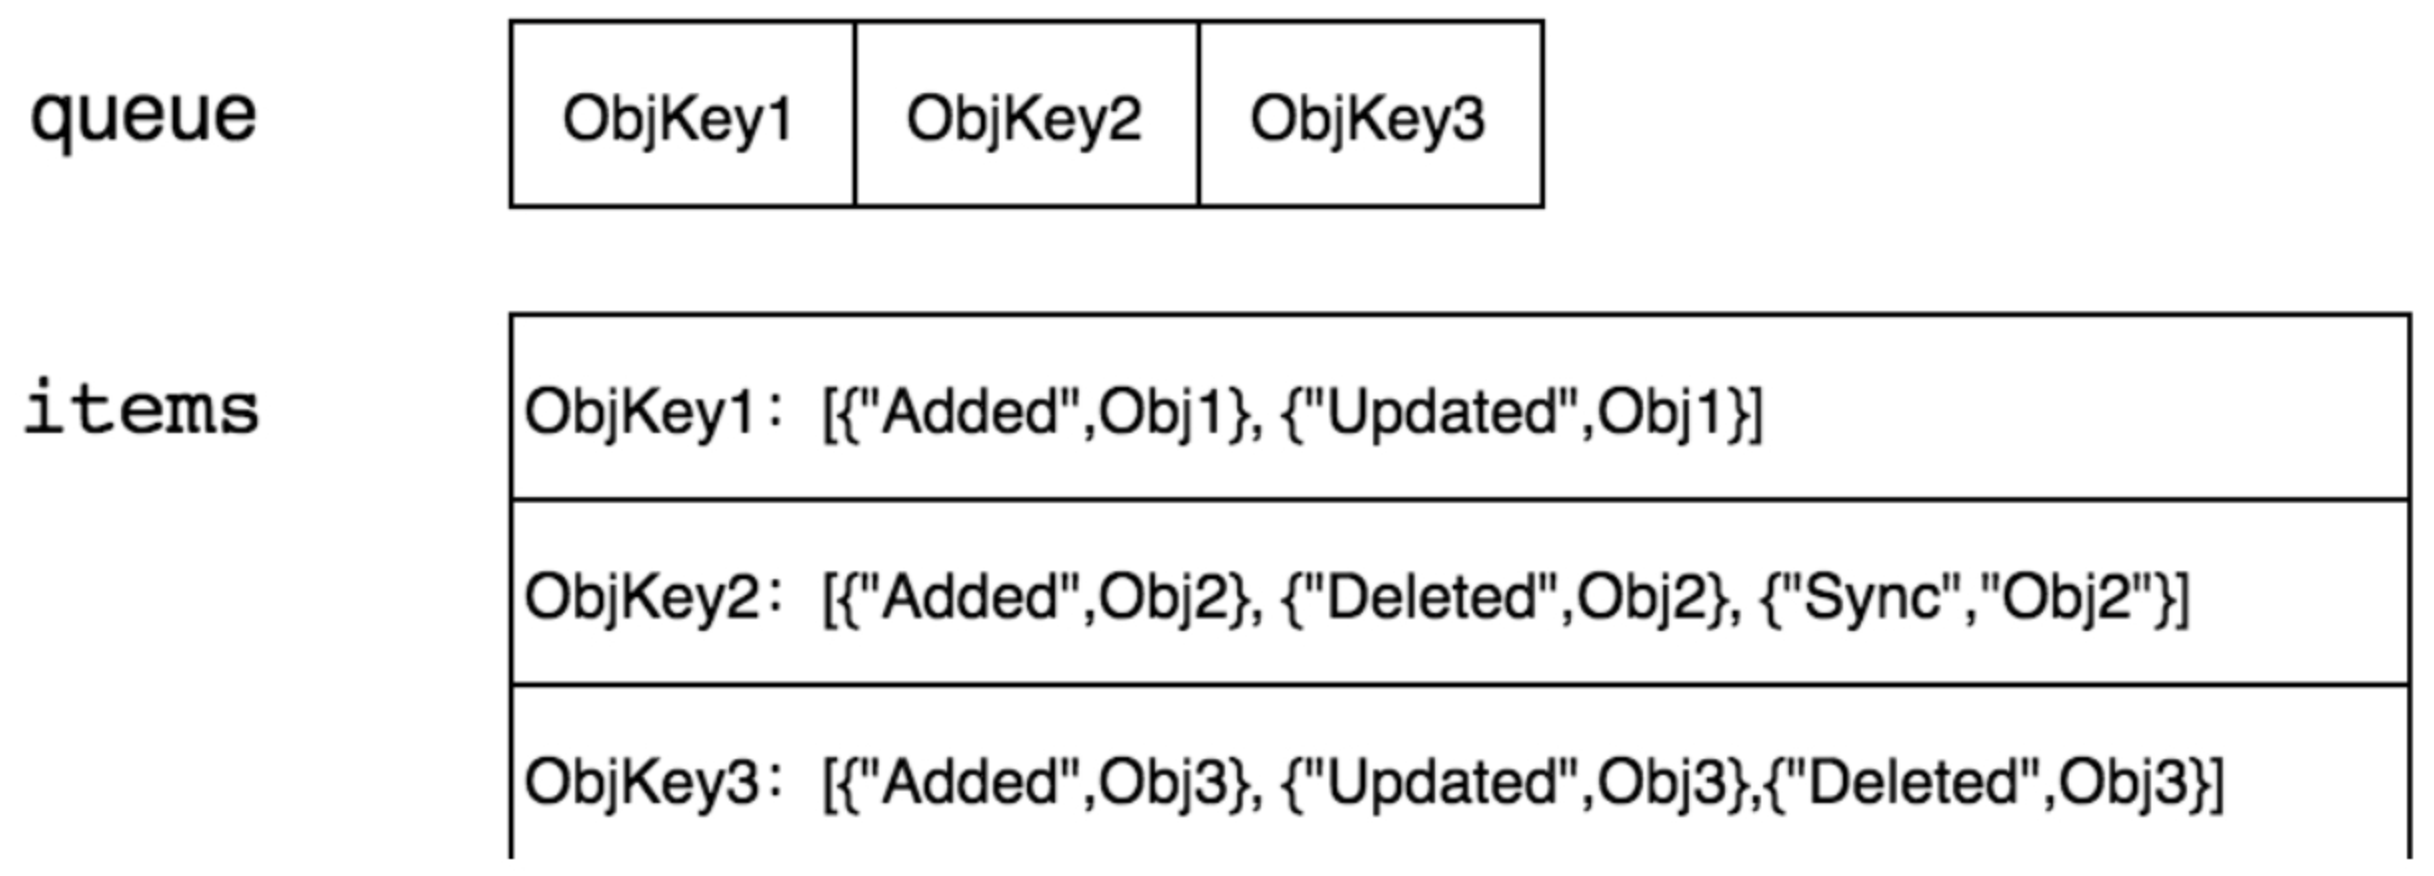 queue ObjKey1 ObjKey2 ObjKey3
items ObjKey1: [{"Added",Obj1}, {"Updated",Obj1}]
ObjKey2: [{"Added",Obj2}, {"Deleted",Obj2}, {"Sync","Obj2"}]
ObjKey3: [{"Added",Obj3}, {"Updated",Obj3},{"Deleted",Obj3}]